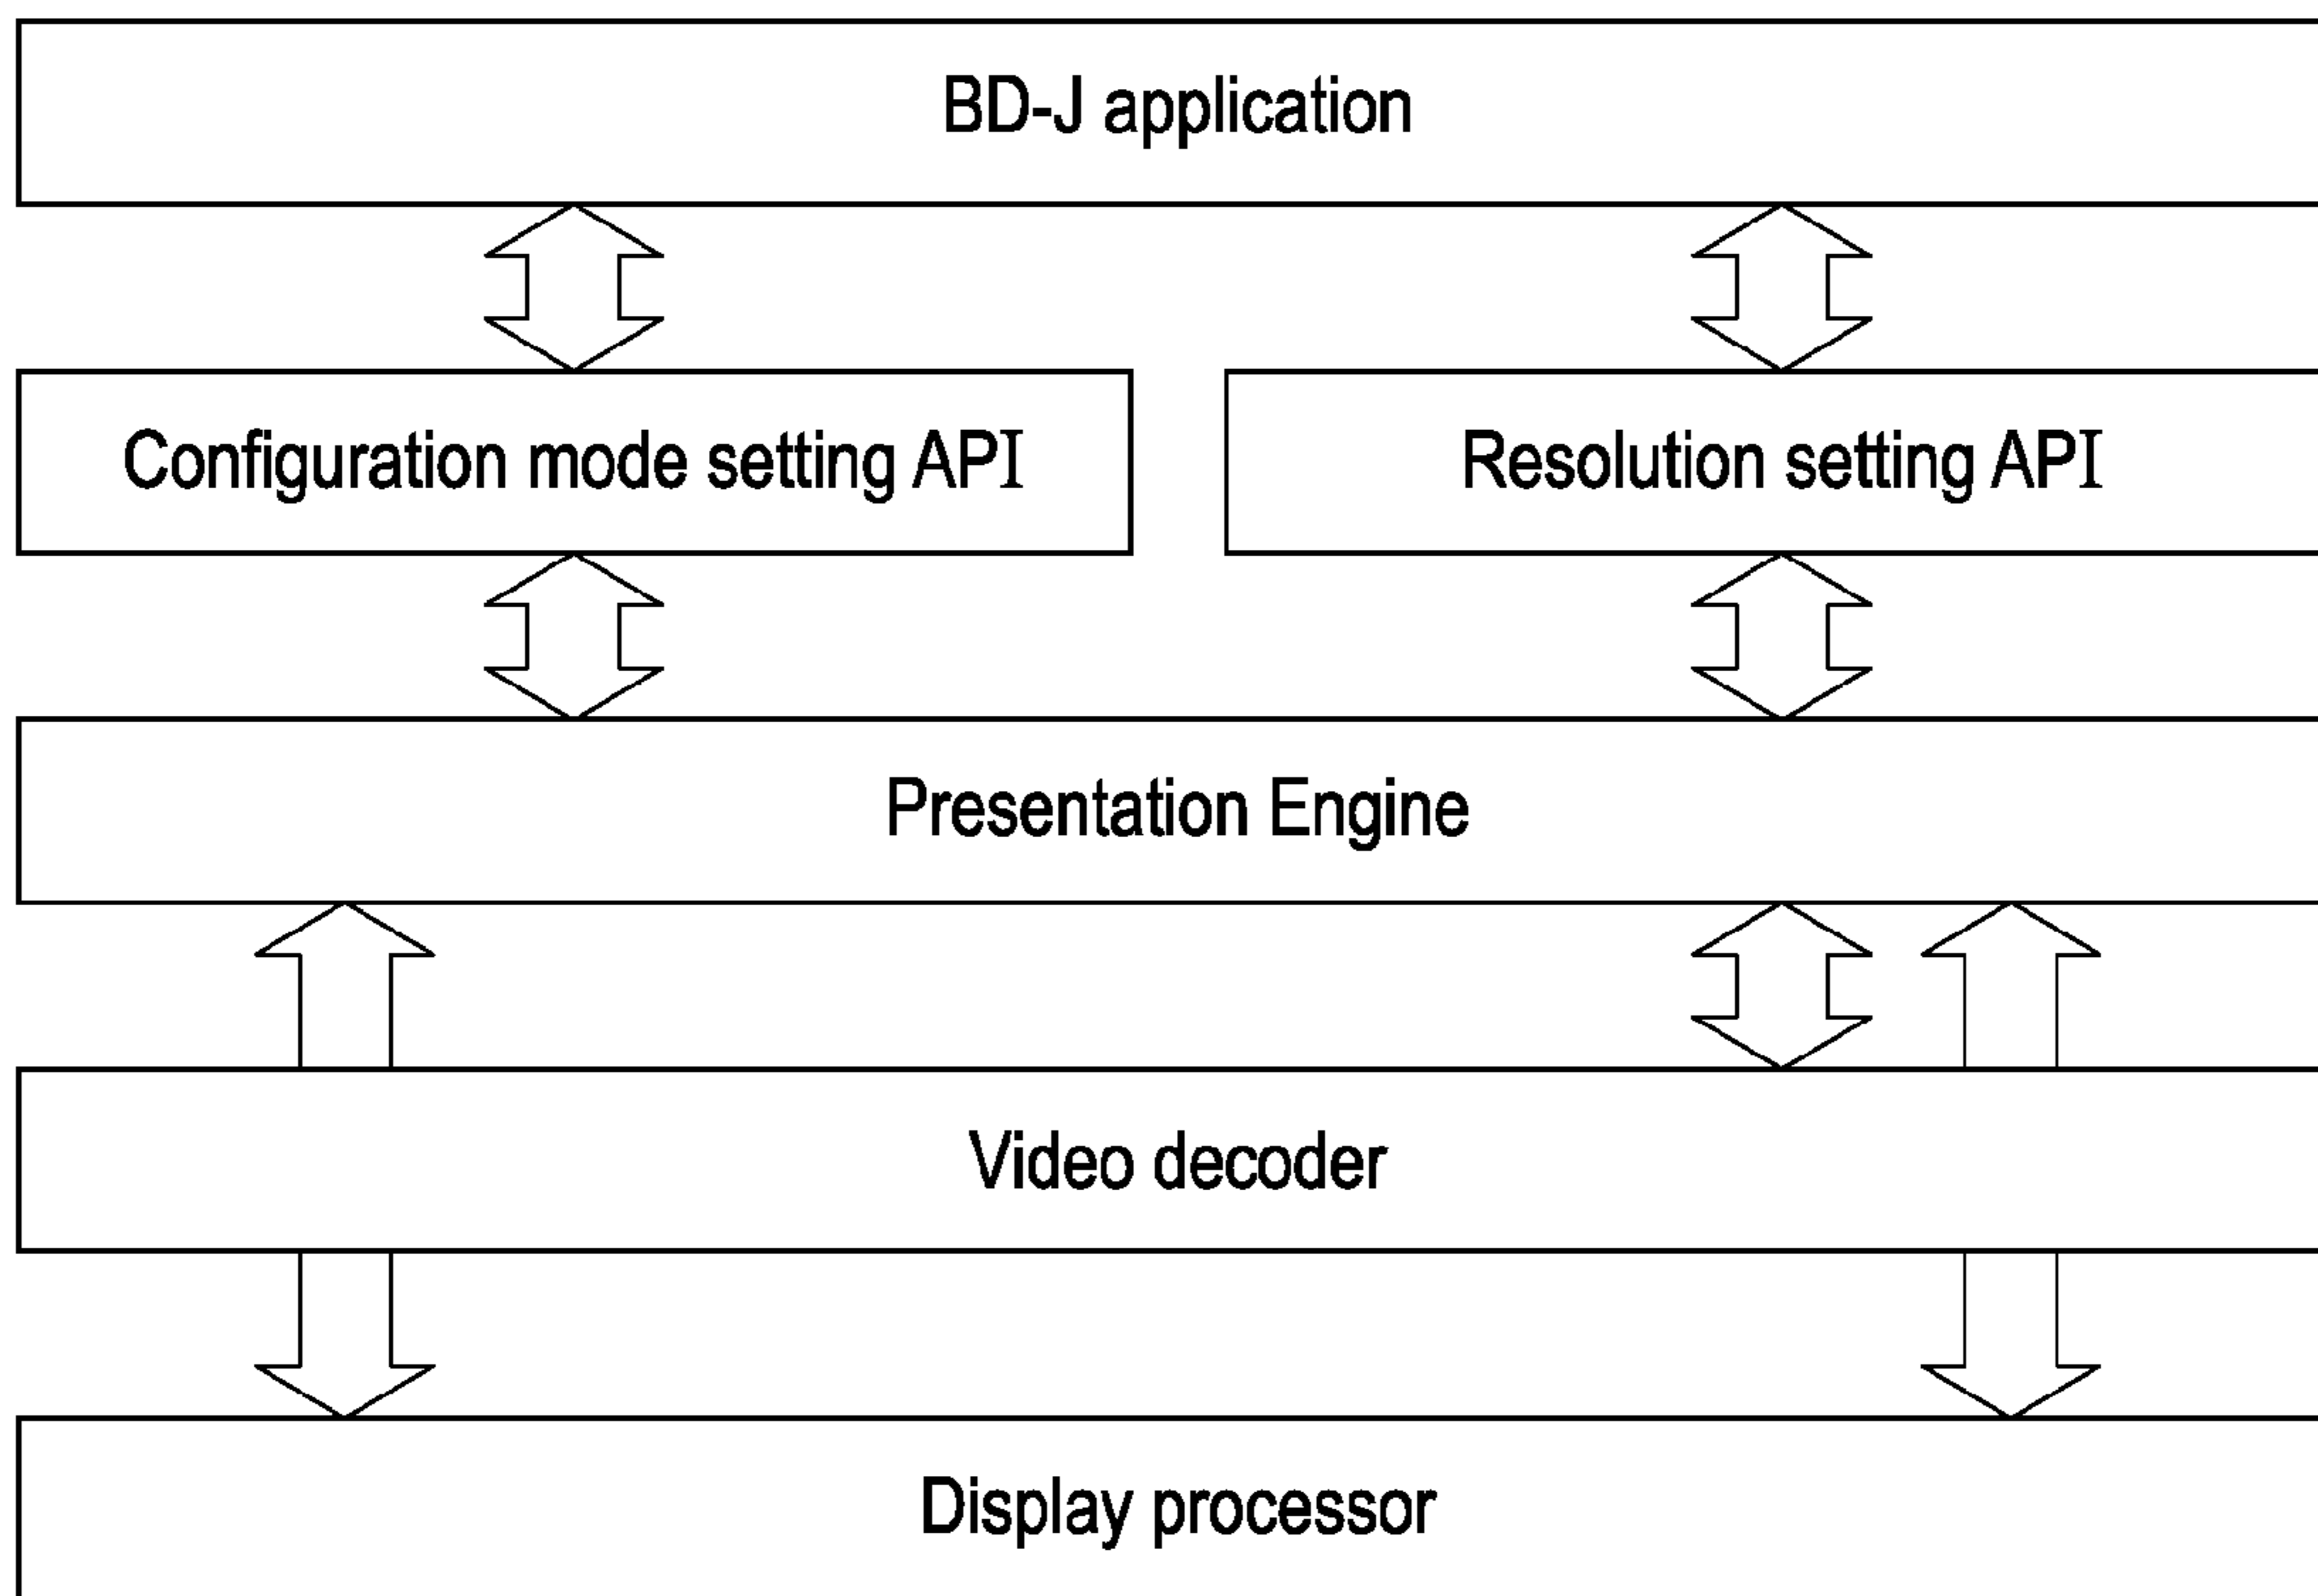 BD-J application
Configuration mode setting API
Resolution setting API
Presentation Engine
Video decoder
Display processor